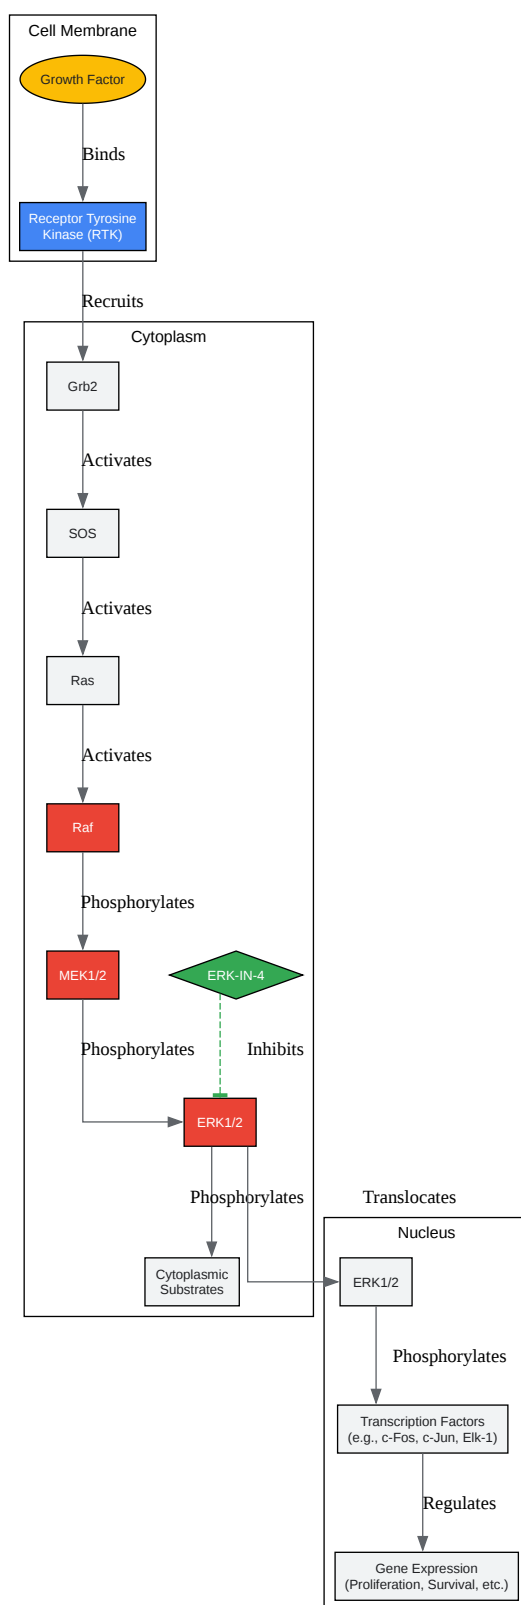 Cell Membrane
Growth Factor
Binds
Receptor Tyrosine
Kinase (RTK)
Recruits
Cytoplasm
Grb2
Activates
SOS
Activates
Ras
Activates
Raf
Phosphorylates
MEK1/2
ERK-IN-4
Phosphorylates
Inhibits
ERK1/2
Phosphorylates
Translocates
Nucleus
Cytoplasmic
Substrates
ERK1/2
Phosphorylates
Transcription Factors
(e.g., c-Fos, c-Jun, Elk-1)
Regulates
Gene Expression
(Proliferation, Survival, etc.)